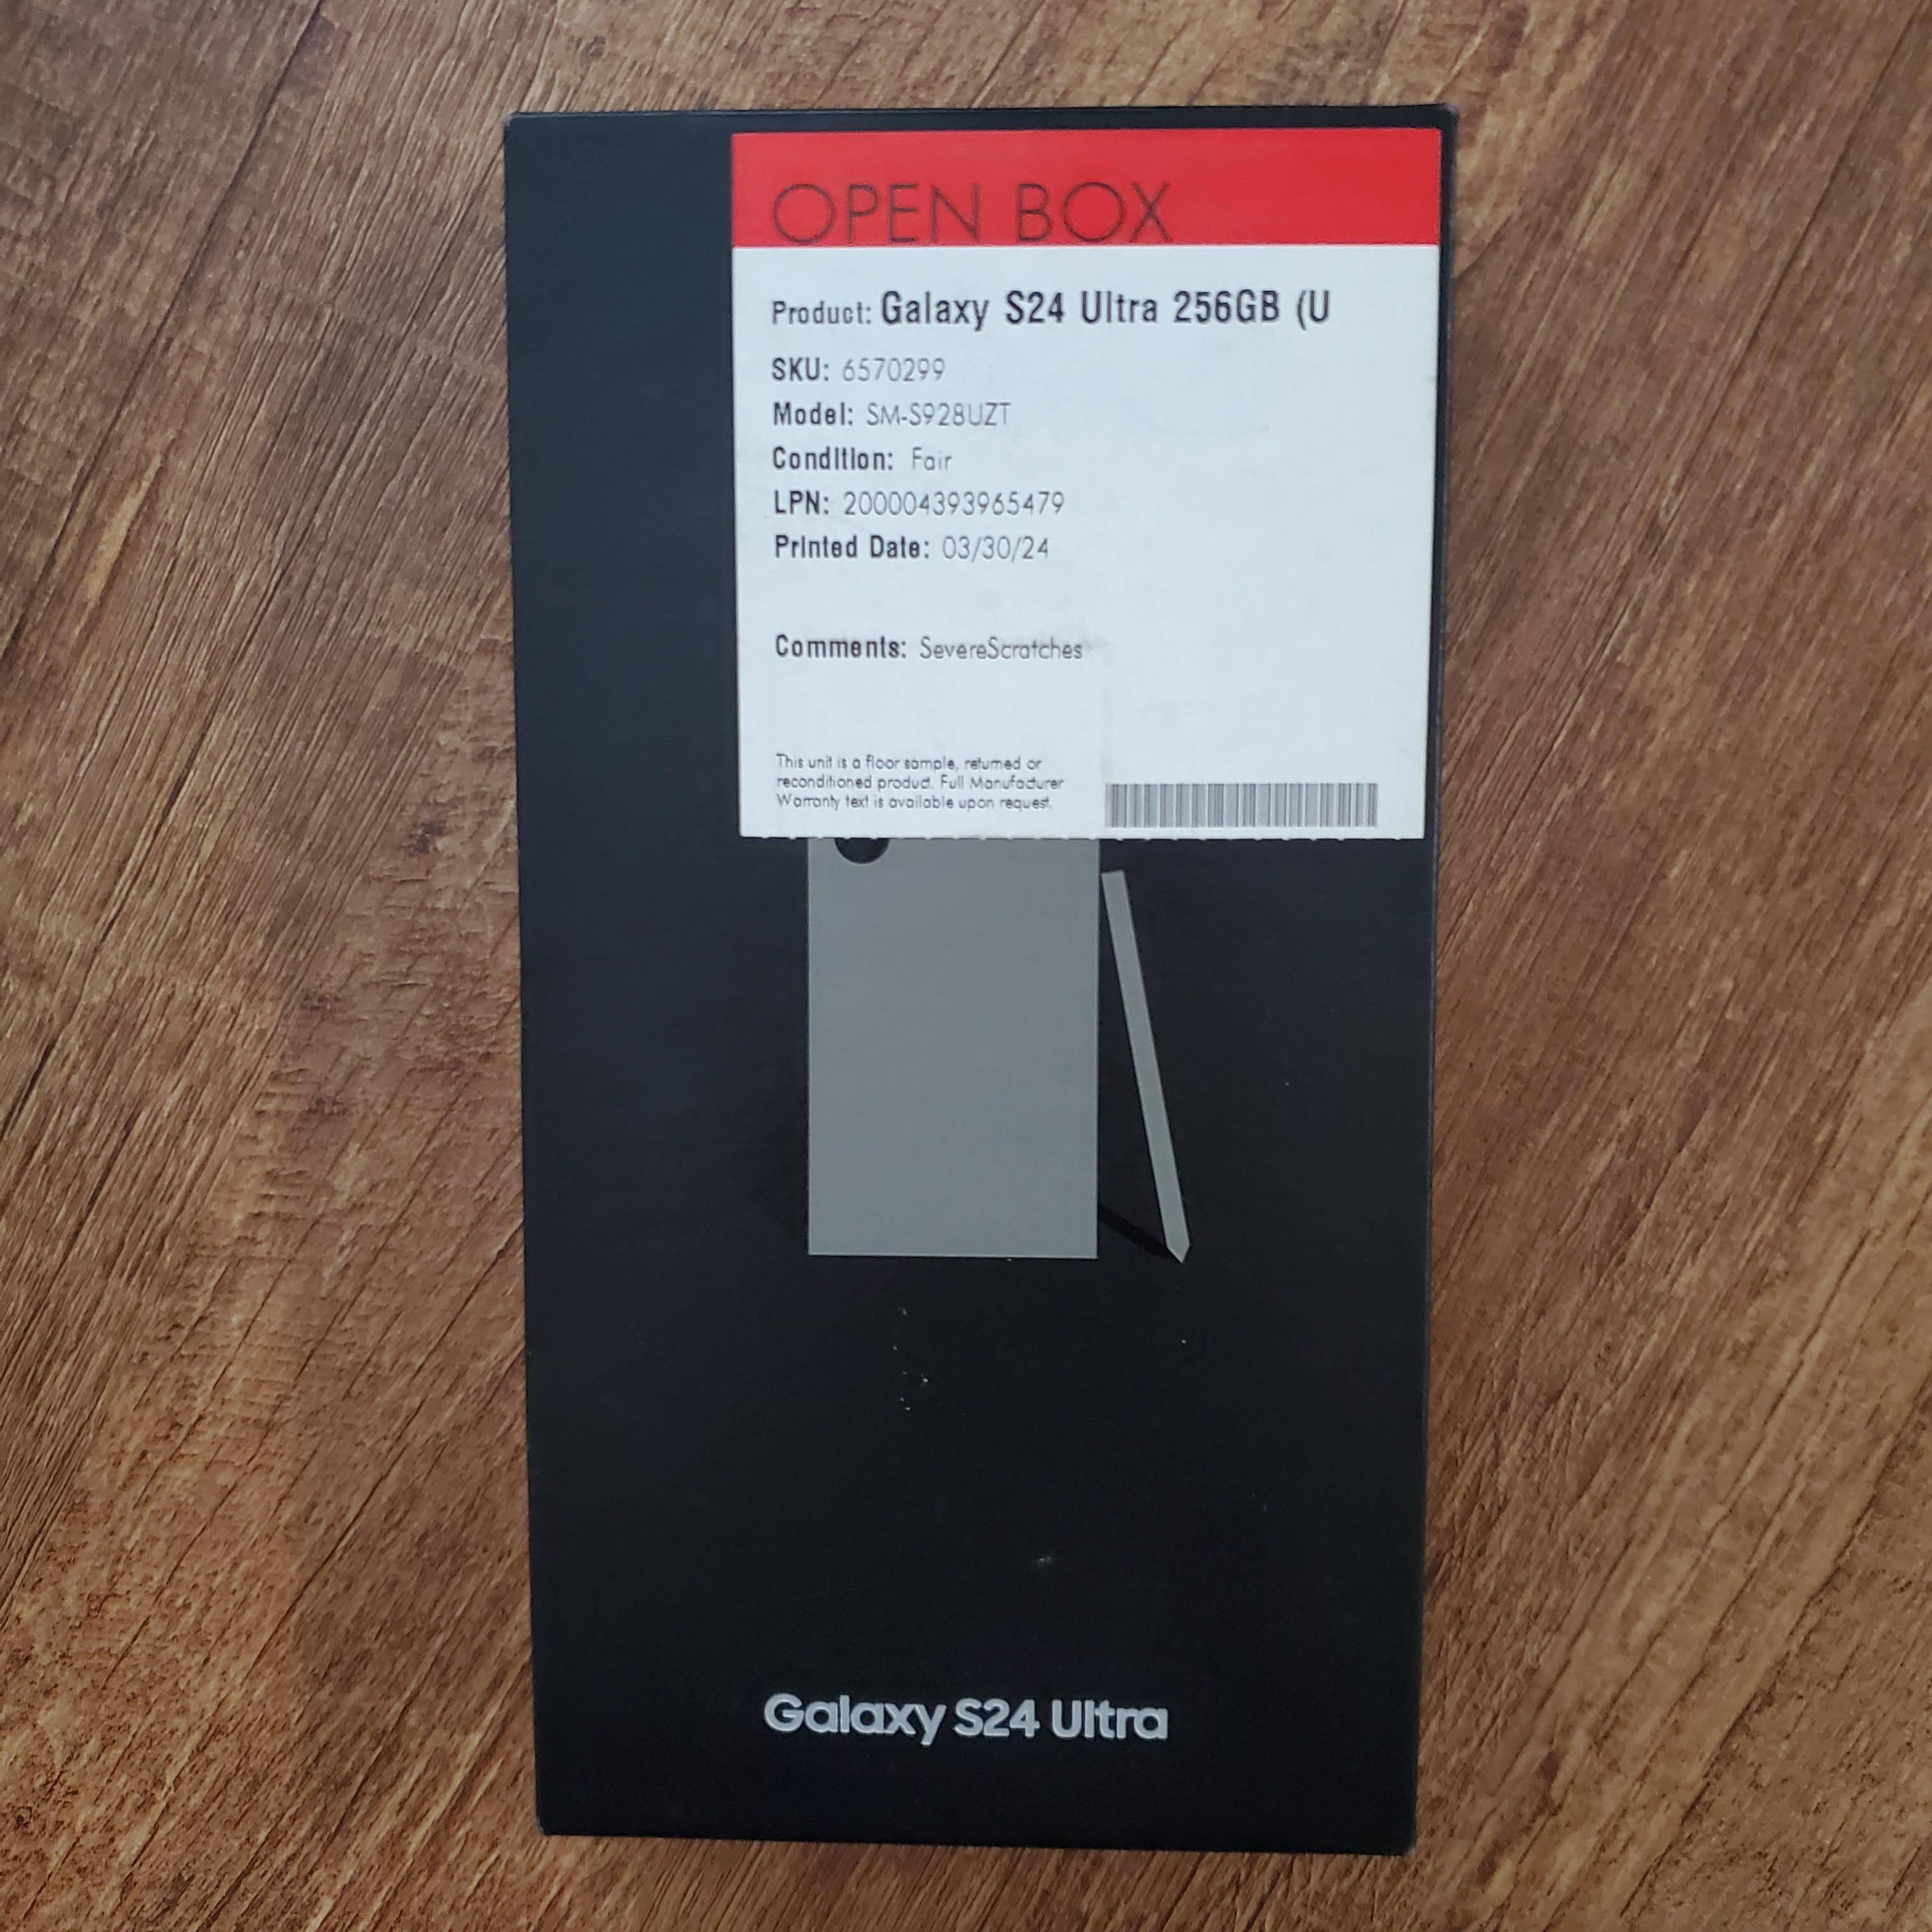 OPEN BOX
Product: Galaxy S24 Ultra 256GB (U
SKU: 6570299
Model: SM-S928UZT
Condition: Fair
LPN: 200004393965479
Printed Date: 03/30/24
Comments: SevereScratches
This unit is a floor sample, returned or
reconditioned product. Full Manufacturer
Warranty text is available upon request.
Galaxy S24 Ultra